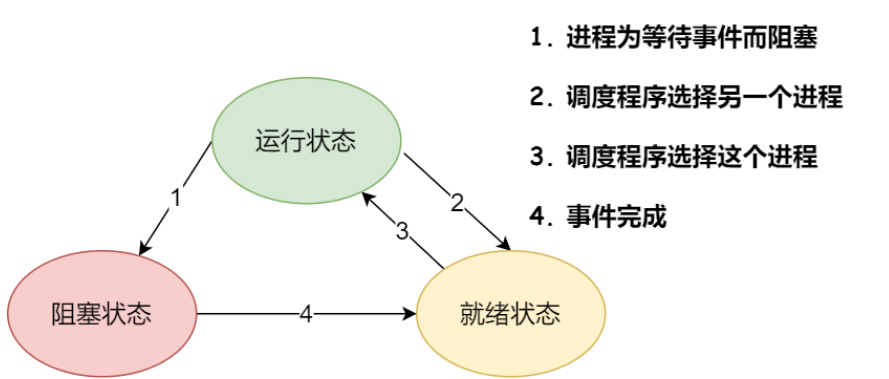 1. 进程为等待事件而阻塞
2. 调度程序选择另一个进程
3. 调度程序选择这个进程
4. 事件完成
运行状态
1
2
3
阻塞状态
4
就绪状态